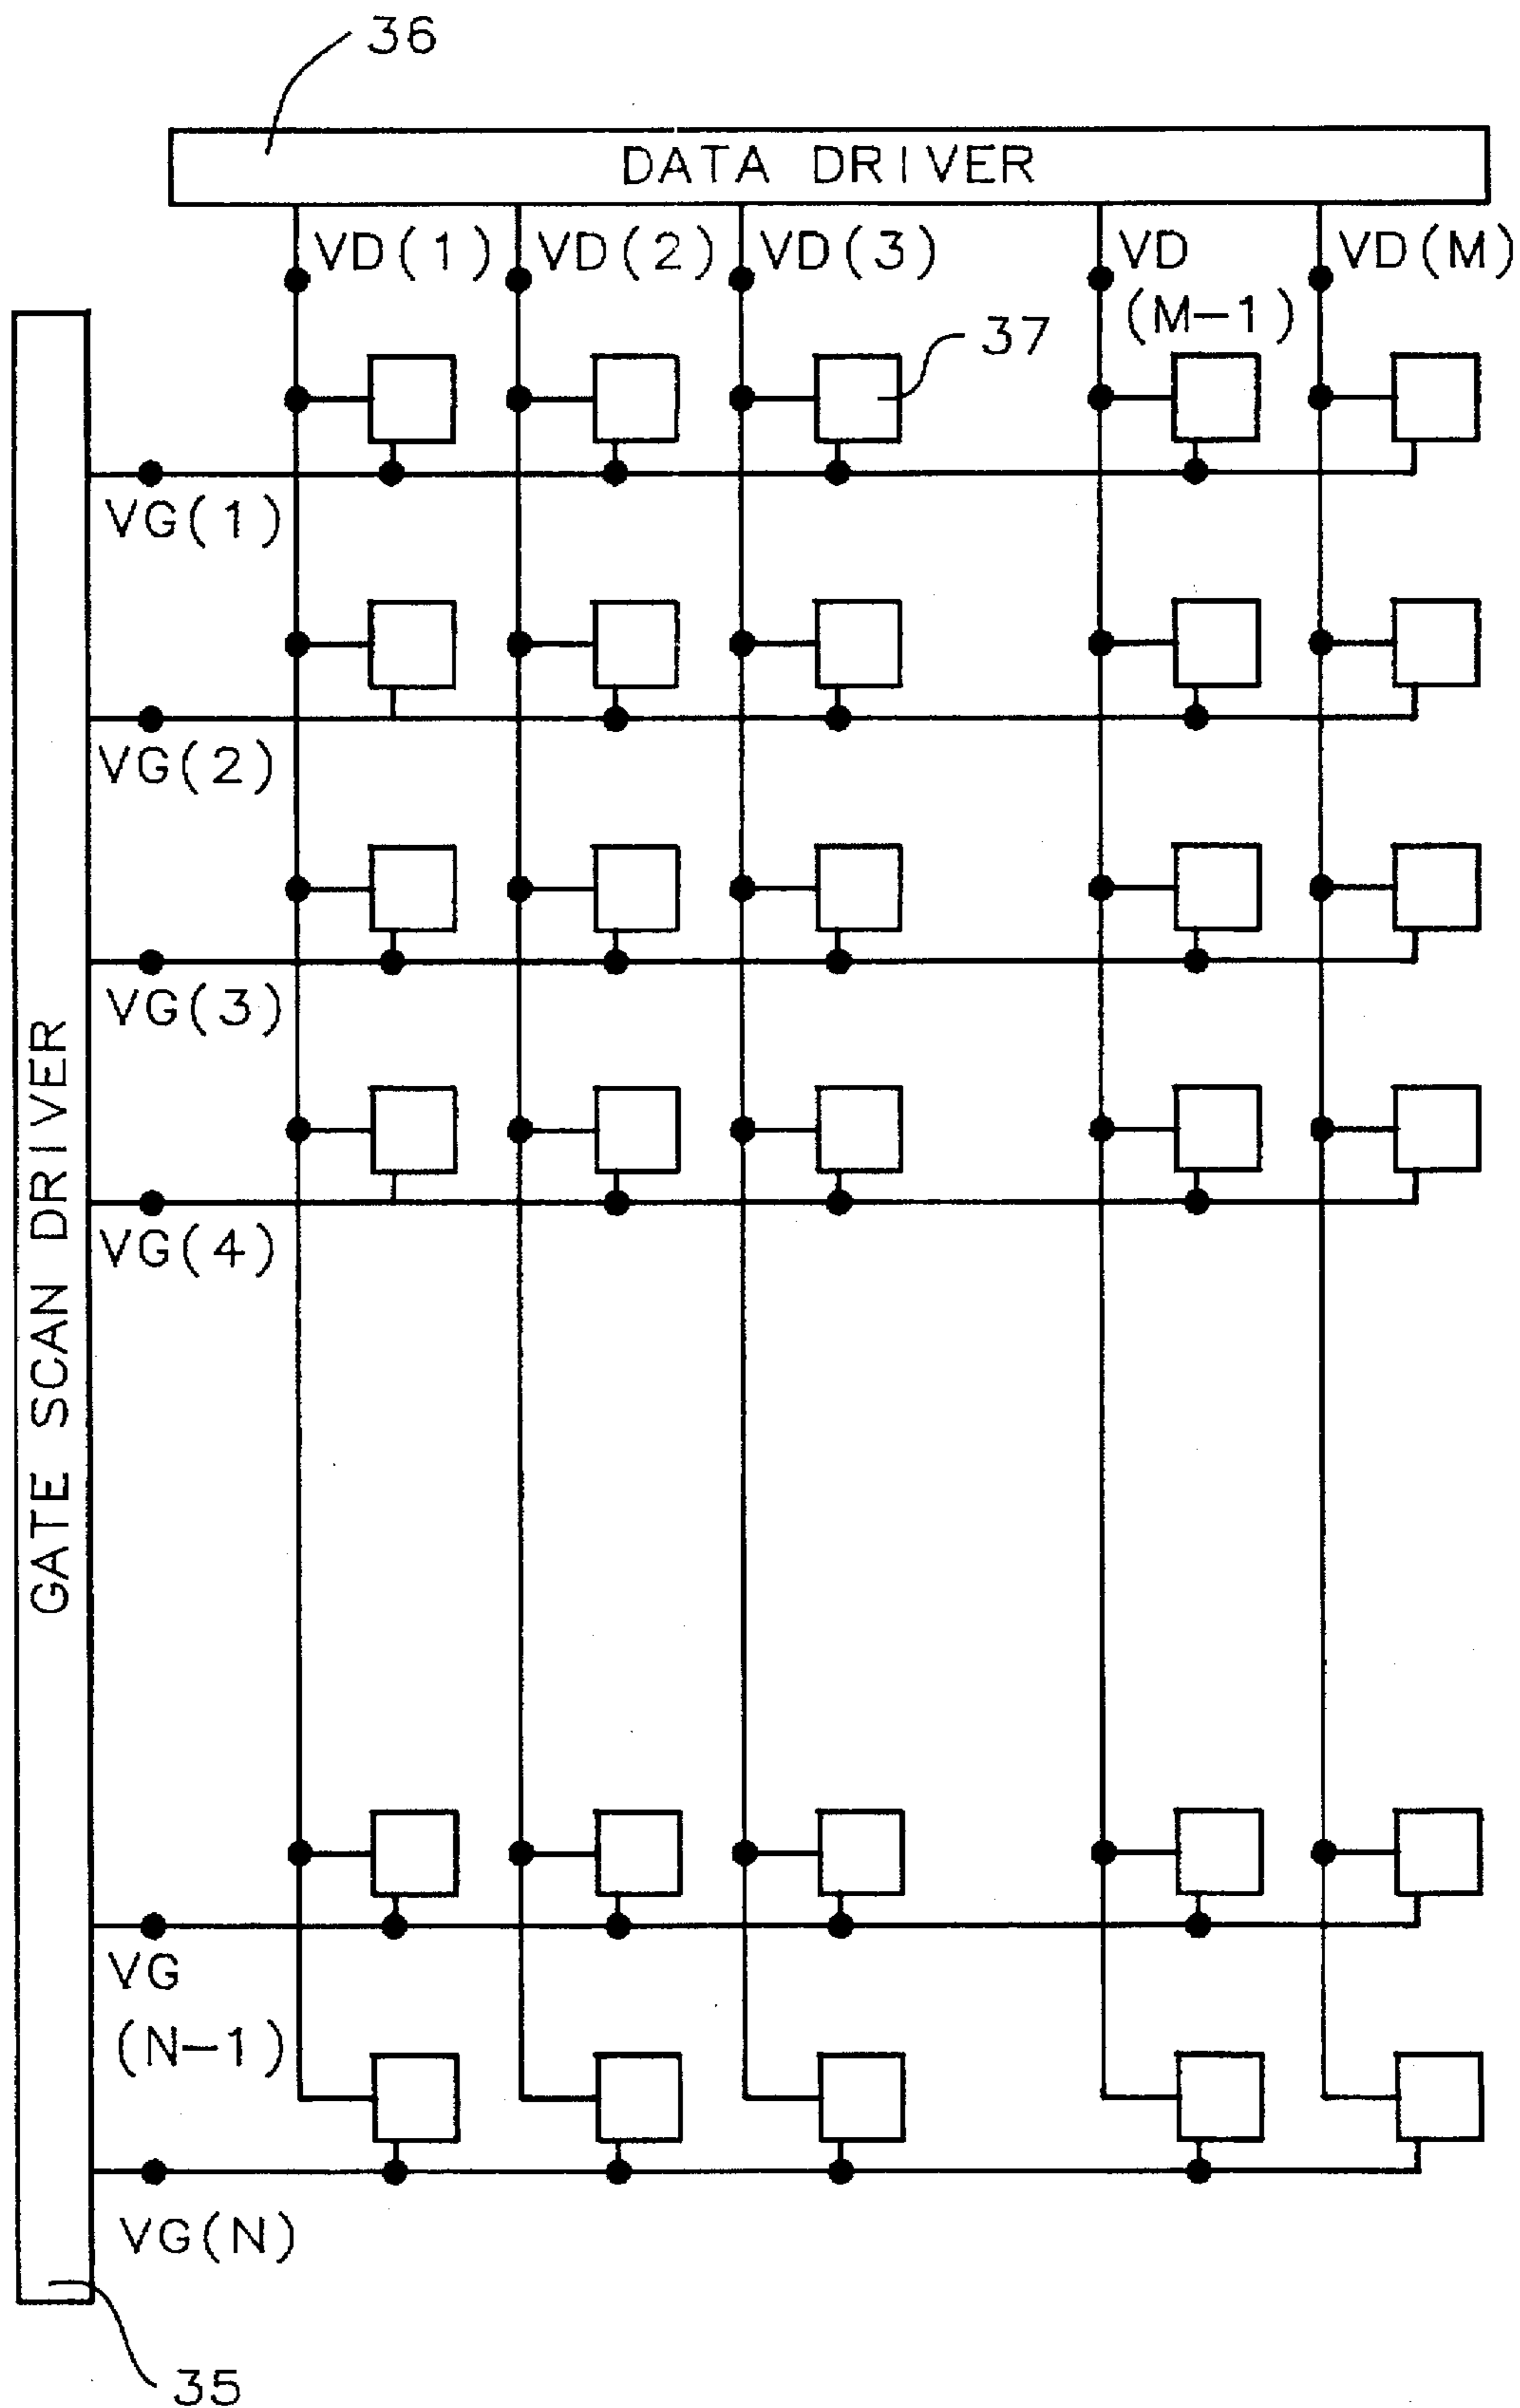 36
DATA DRIVER
VD(1)
VD(2)
VD(3)
VD
(M-1)
VD(M)
37
VG(1)
VG(2)
VG(3)
VG(4)
GATE SCAN DRIVER
VG
(N-1)
VG(N)
35